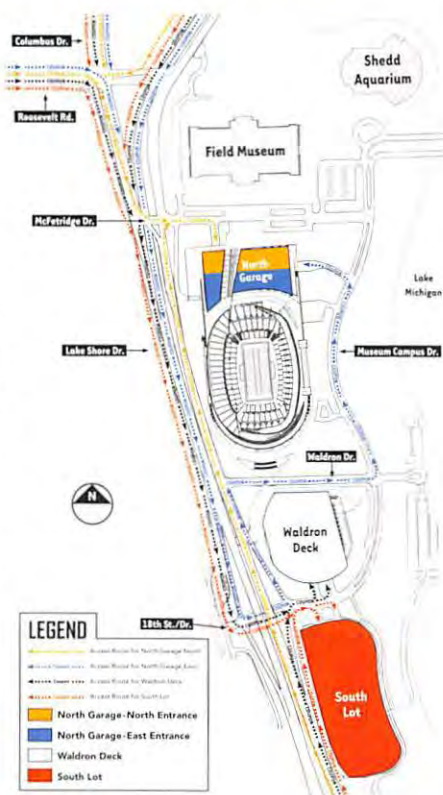 Columbus Dr.
Shedd
Aquarium
Roosevelt Rd.
Field Museum
McFetridge Dr.
North
Garage
Lake
Michigan
Lake Shore Dr.
Museum Campus Dr.
Waldron Dr.
N
Waldron
Deck
18th St./Dr.
LEGEND
Access Route for North Garage-North
Access Route for North Garage-East
Access Route for Waldron Deck
Access Route for South Lot
North Garage-North Entrance
North Garage-East Entrance
Waldron Deck
South Lot
South
Lot